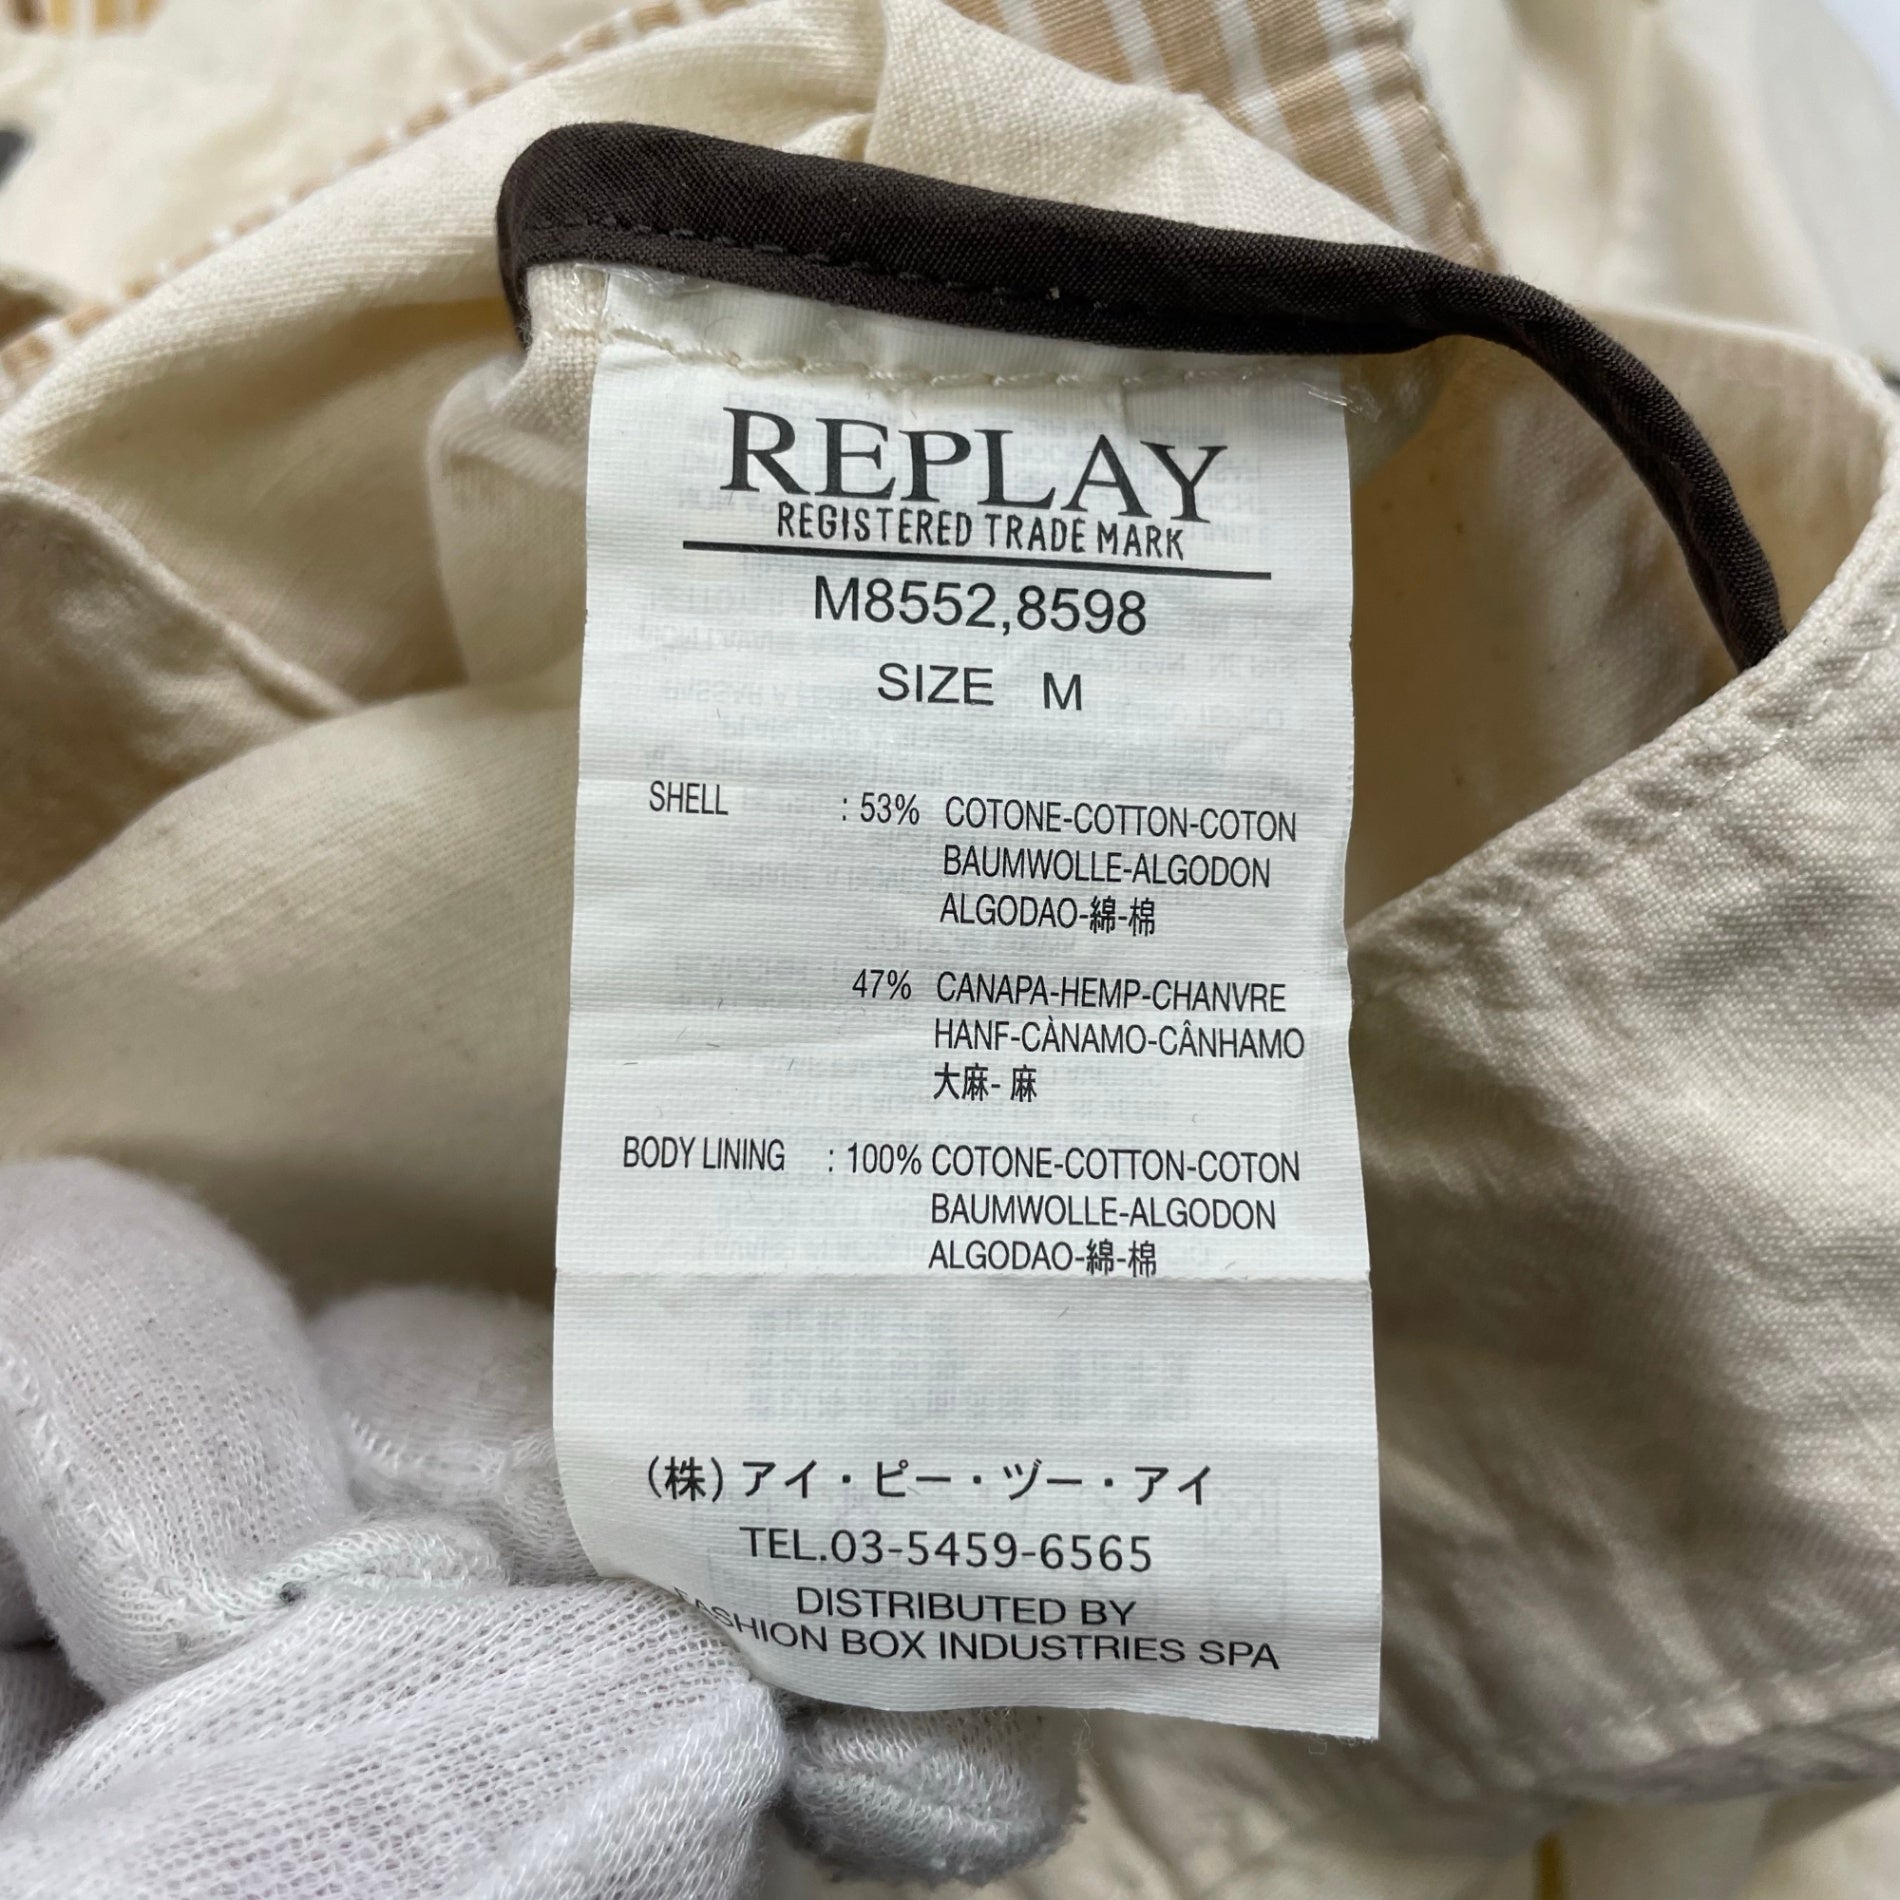 REPLAY
REGISTERED TRADE MARK
M8552,8598
SIZE M
SHELL : 53% COTONE-COTTON-COTON
BAUMWOLLE-ALGODON
ALGODAO-綿-棉
47% CANAPA-HEMP-CHANVRE
HANF-CÀNAMO-CÂNHAMO
大麻- 麻
BODY LINING : 100% COTONE-COTTON-COTON
BAUMWOLLE-ALGODON
ALGODAO-綿-棉
(株) アイ・ピー・ヅー・アイ
TEL.03-5459-6565
DISTRIBUTED BY
FASHION BOX INDUSTRIES SPA